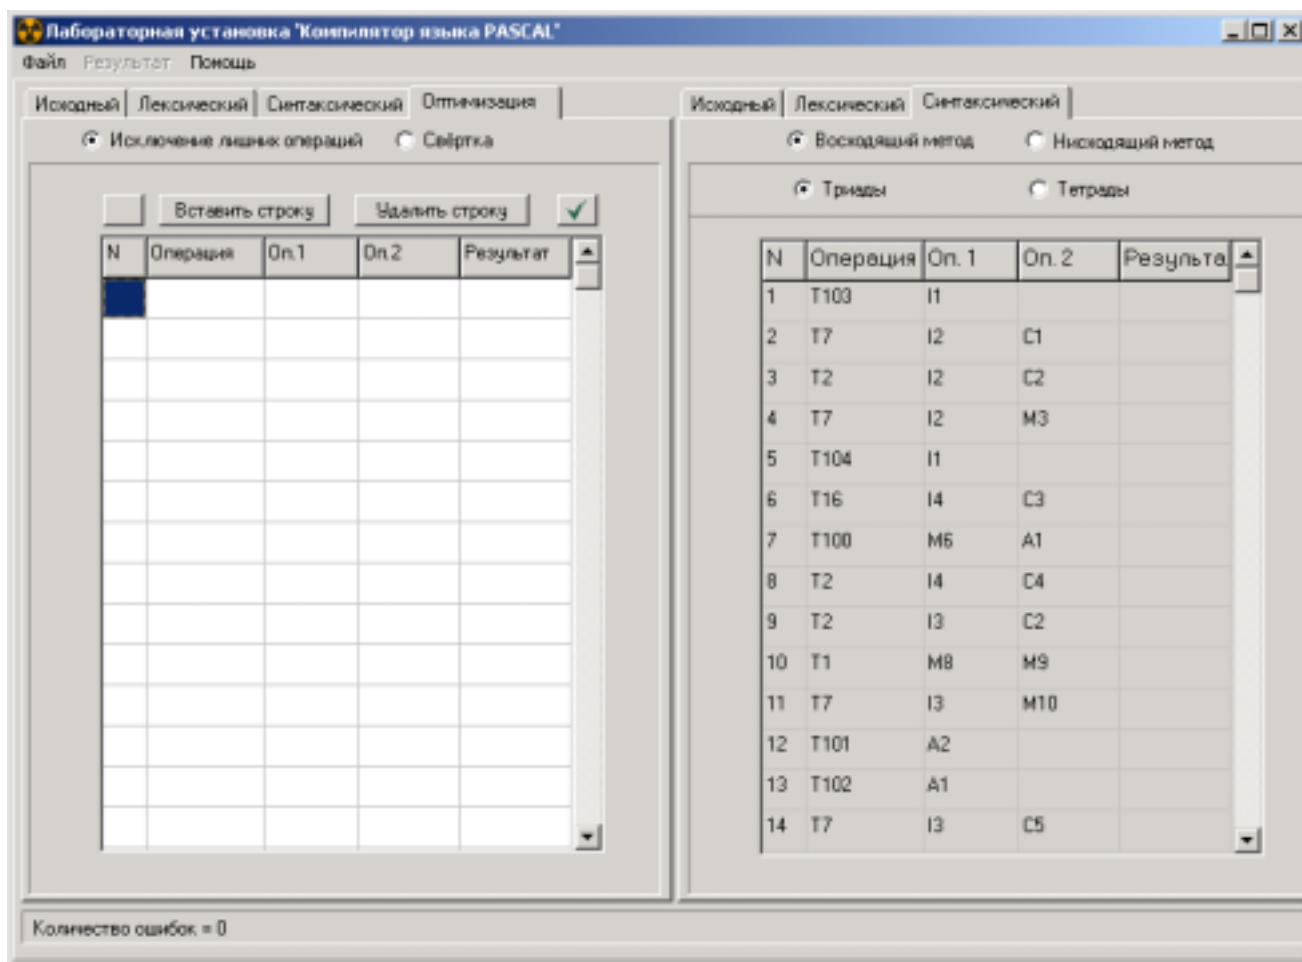 Лабораторная установка "Компилятор языка PASCAL"
Файл Результат Помощь
Исходный Лексический Синтаксический Оптимизация
Исключение лишних операций Свёртка
Вставить строку Удалить строку
N Операция Оп.1 Оп.2 Результат
Исходный Лексический Синтаксический
Восходящий метод Нисходящий метод
Триады Тетрады
N Операция Оп. 1 Оп. 2 Результа
1 T103 I1
2 T7 I2 C1
3 T2 I2 C2
4 T7 I2 M3
5 T104 I1
6 T16 I4 C3
7 T100 M6 A1
8 T2 I4 C4
9 T2 I3 C2
10 T1 M8 M9
11 T7 I3 M10
12 T101 A2
13 T102 A1
14 T7 I3 C5
Количество ошибок = 0